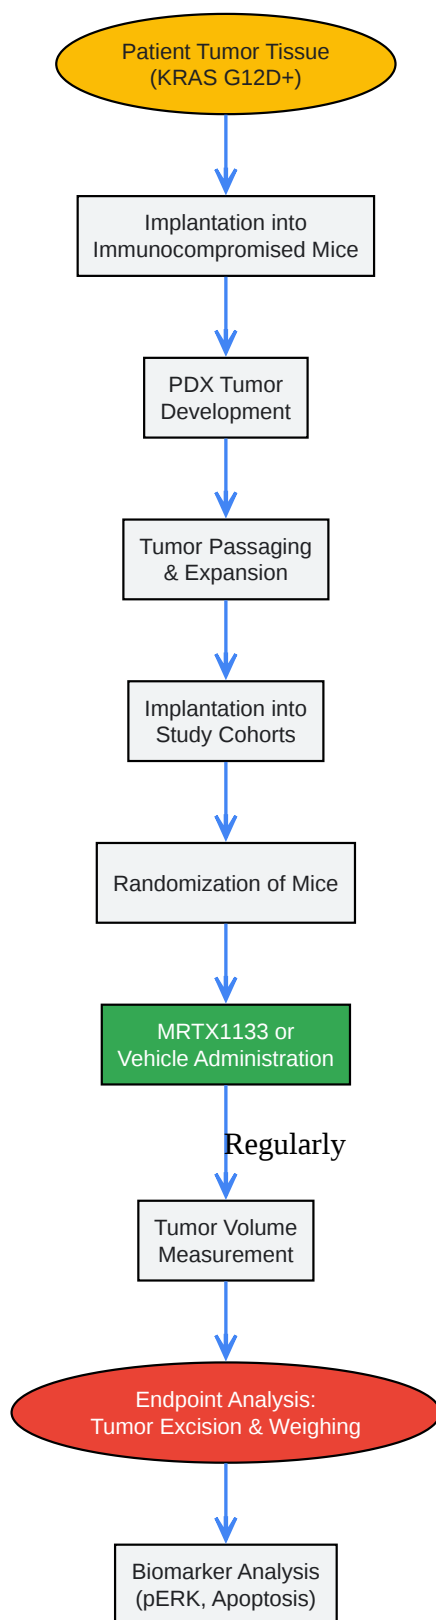 Patient Tumor Tissue
(KRAS G12D+)
Implantation into
Immunocompromised Mice
PDX Tumor
Development
Tumor Passaging
& Expansion
Implantation into
Study Cohorts
Randomization of Mice
MRTX1133 or
Vehicle Administration
Regularly
Tumor Volume
Measurement
Endpoint Analysis:
Tumor Excision & Weighing
Biomarker Analysis
(pERK, Apoptosis)